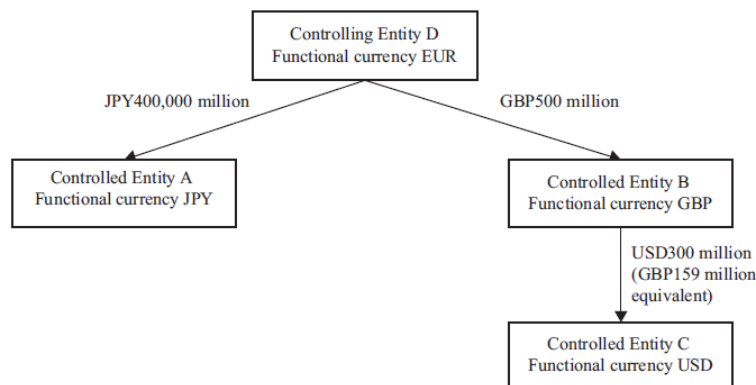 Controlling Entity D
Functional currency EUR
JPY400,000 million
GBP500 million
Controlled Entity A
Functional currency JPY
Controlled Entity B
Functional currency GBP
USD300 million
(GBP159 million
equivalent)
Controlled Entity C
Functional currency USD